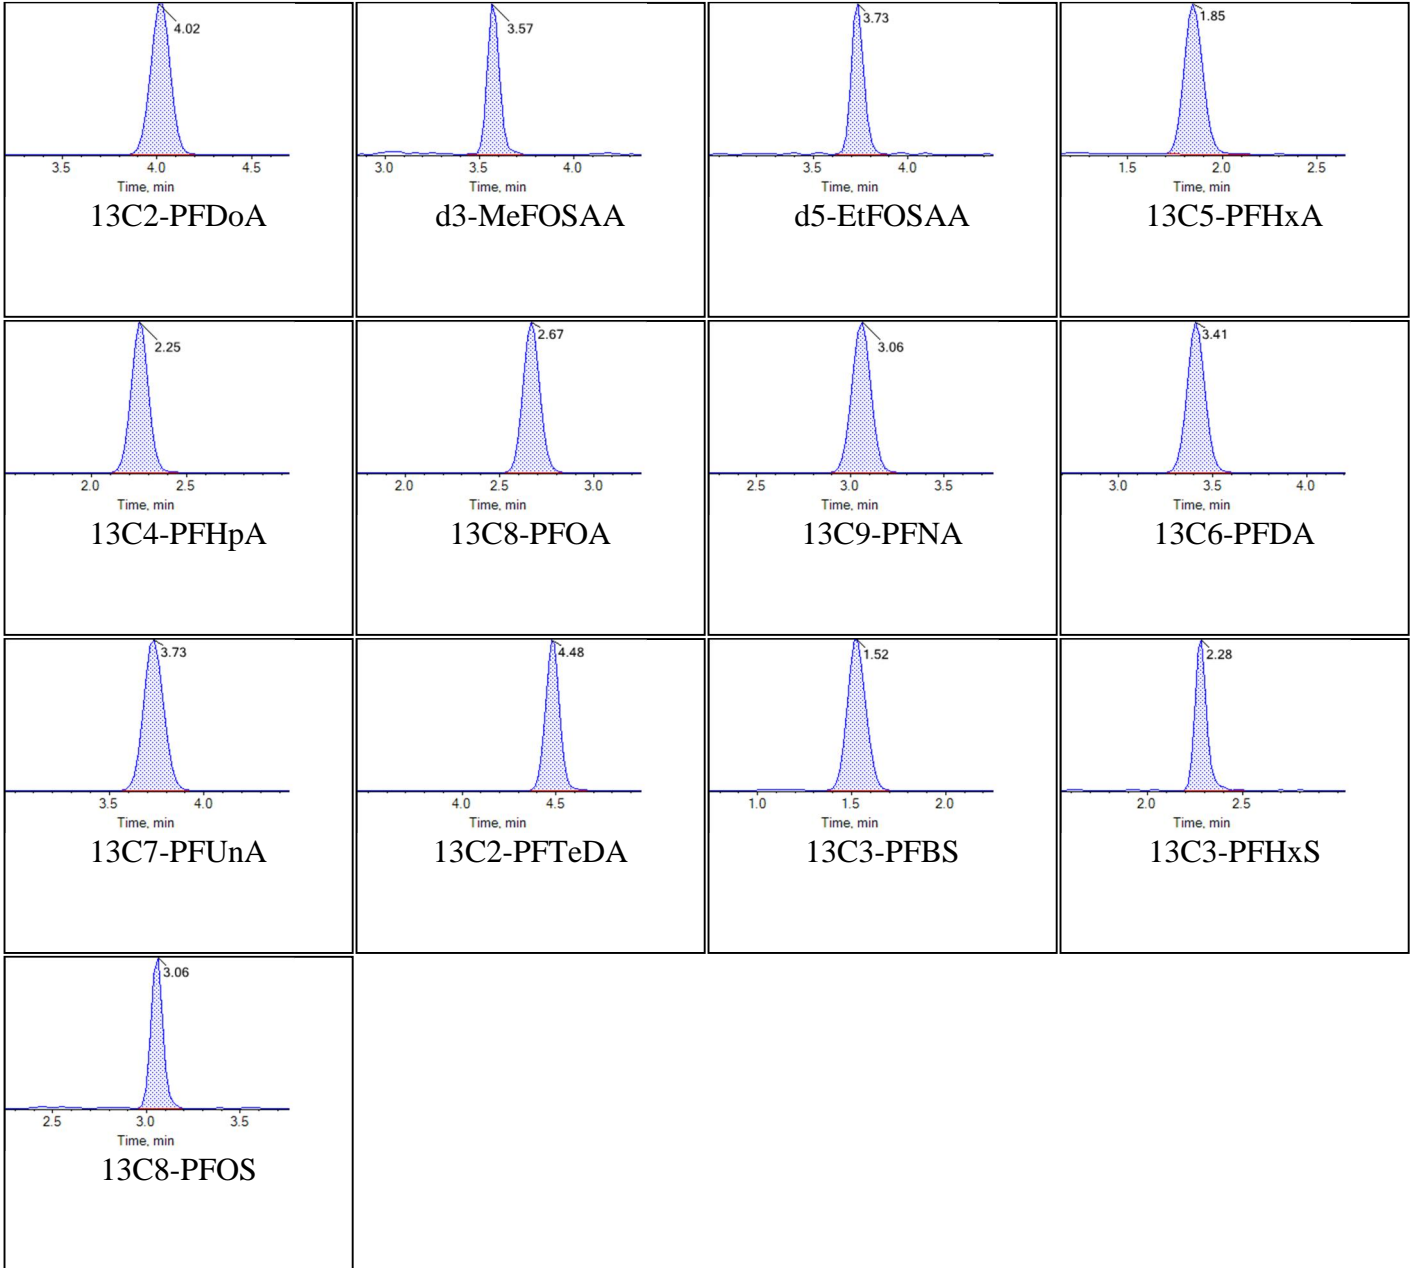 4.02
3.5 4.0 4.5
Time, min
13C2-PFDoA
3.57
3.0 3.5 4.0
Time, min
d3-MeFOSAA
3.73
3.5 4.0
Time, min
d5-EtFOSAA
1.85
1.5 2.0 2.5
Time, min
13C5-PFHxA
2.25
2.0 2.5
Time, min
13C4-PFHpA
2.67
2.0 2.5 3.0
Time, min
13C8-PFOA
3.06
2.5 3.0 3.5
Time, min
13C9-PFNA
3.41
3.0 3.5 4.0
Time, min
13C6-PFDA
3.73
3.5 4.0
Time, min
13C7-PFUnA
4.48
4.0 4.5
Time, min
13C2-PFTeDA
1.52
1.0 1.5 2.0
Time, min
13C3-PFBS
2.28
2.0 2.5
Time, min
13C3-PFHxS
3.06
2.5 3.0 3.5
Time, min
13C8-PFOS